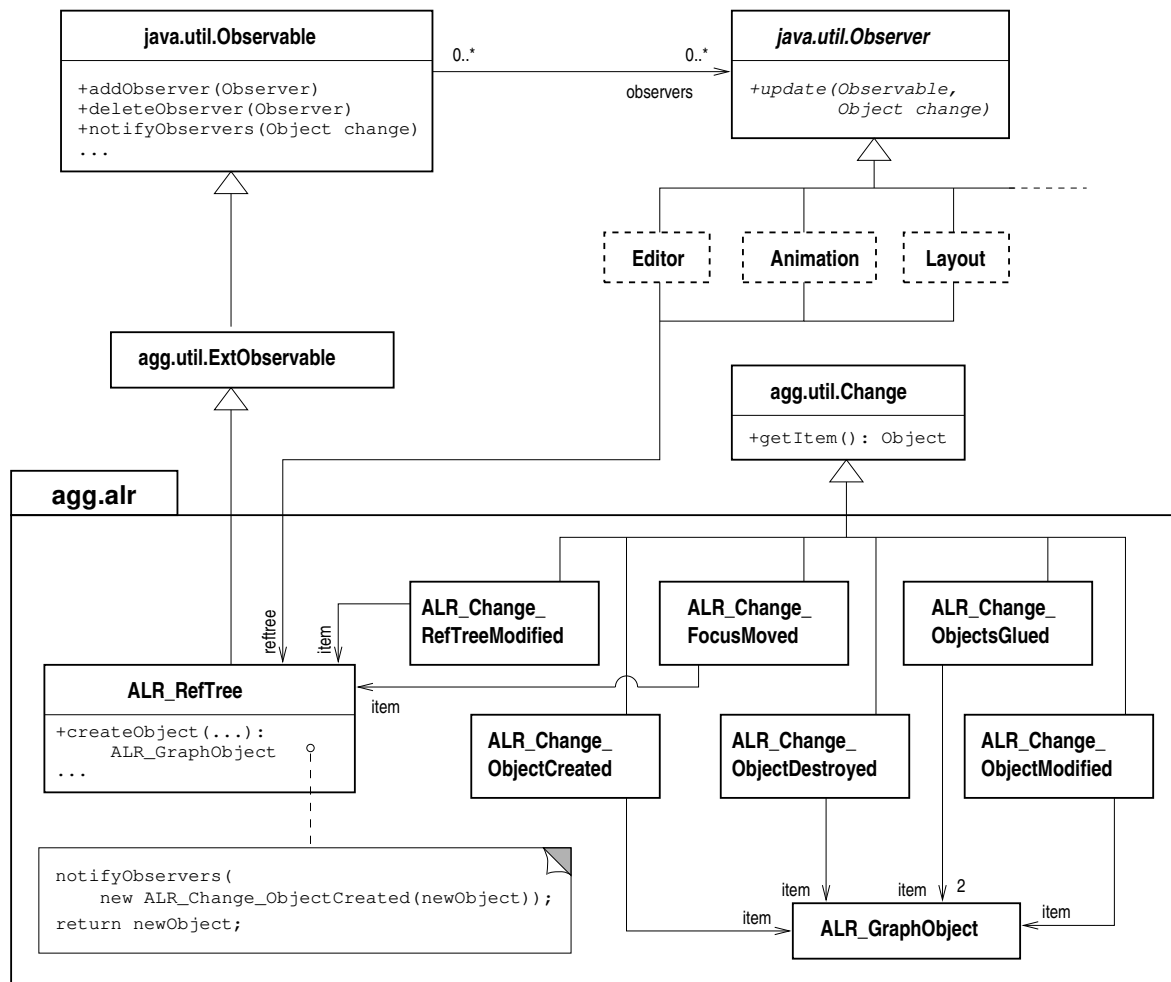 java.util.Observable
+addObserver(Observer)
+deleteObserver(Observer)
+notifyObservers(Object change)
...
0..*
0..*
observers
java.util.Observer
+update(Observable,
Object change)
Editor
Animation
Layout
agg.util.ExtObservable
agg.util.Change
+getItem(): Object
agg.alr
reftree
item
ALR_Change_
RefTreeModified
ALR_Change_
FocusMoved
ALR_Change_
ObjectsGlued
ALR_RefTree
+createObject(...):
ALR_GraphObject
...
item
ALR_Change_
ObjectCreated
ALR_Change_
ObjectDestroyed
ALR_Change_
ObjectModified
notifyObservers(
new ALR_Change_ObjectCreated(newObject));
return newObject;
item
item
item
2
item
ALR_GraphObject